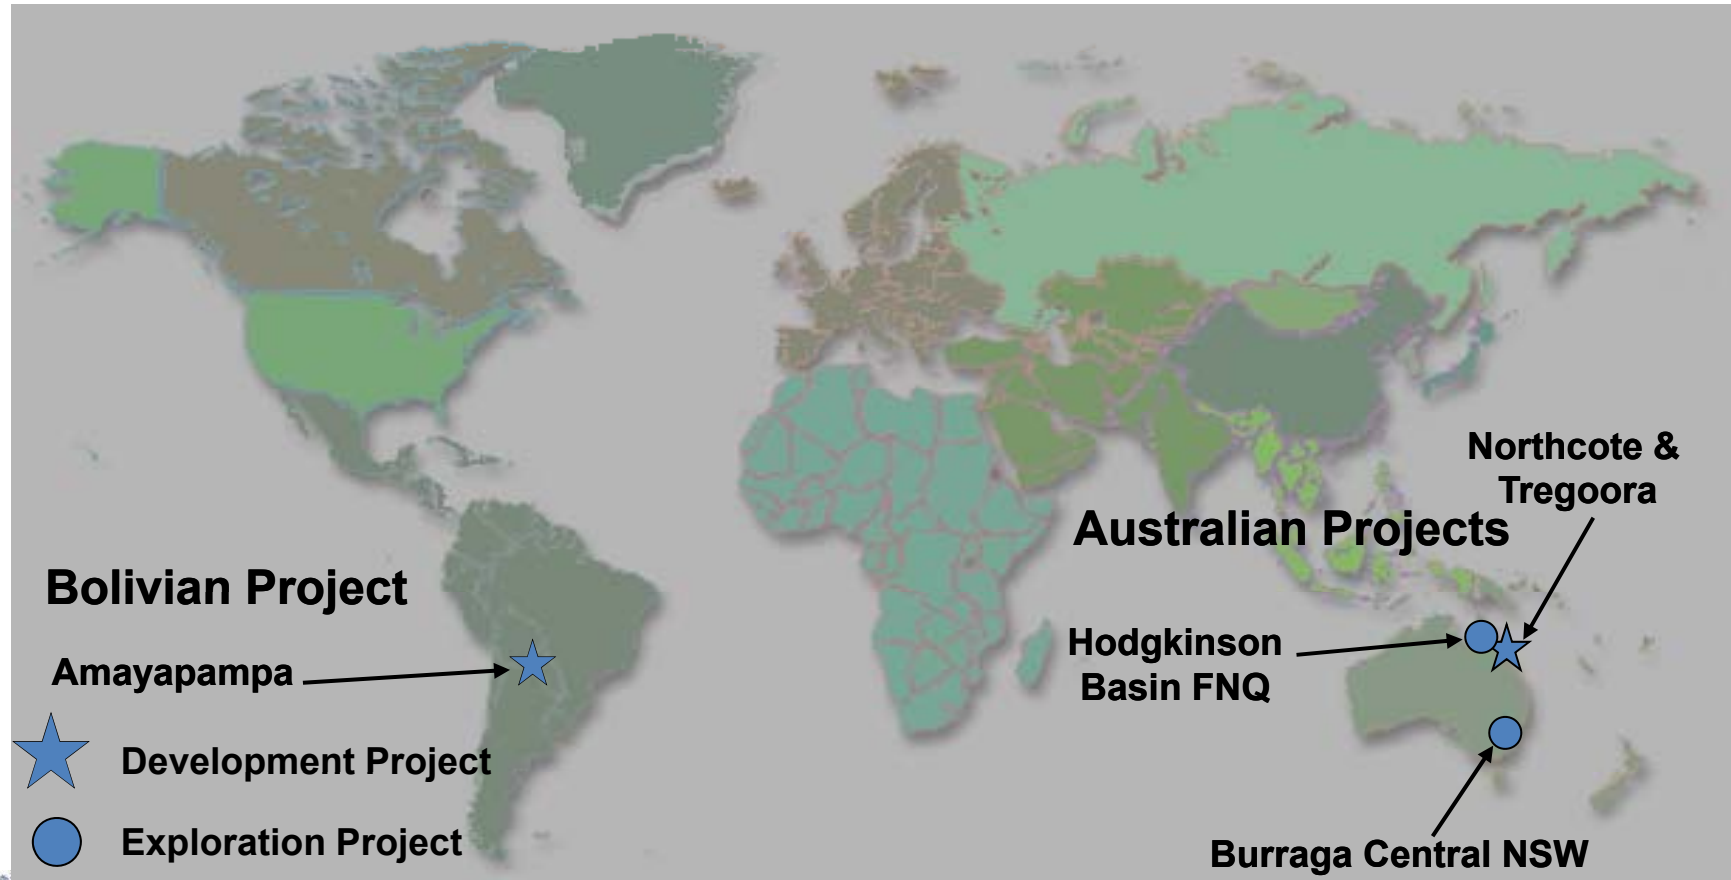 Northcote &
Tregoora
Australian Projects
Bolivian Project
Hodgkinson
Basin FNQ
Amayapampa
Development Project
Exploration Project
Burraga Central NSW